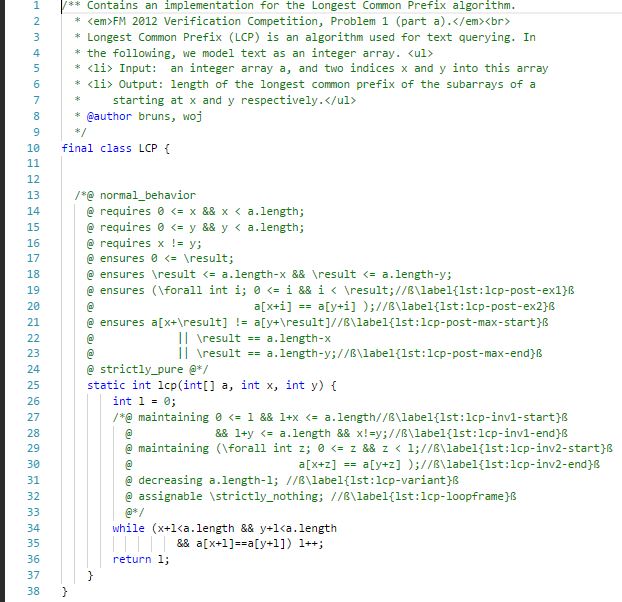 1 /** Contains an implementation for the Longest Common Prefix algorithm.
2 * <em>FM 2012 Verification Competition, Problem 1 (part a).</em><br>
3 * Longest Common Prefix (LCP) is an algorithm used for text querying. In
4 * the following, we model text as an integer array. <ul>
5 * <li> Input:  an integer array a, and two indices x and y into this array
6 * <li> Output: length of the longest common prefix of the subarrays of a
7 *     starting at x and y respectively.</ul>
8 * @author bruns, woj
9 */
10 final class LCP {
11
12
13 /*@ normal_behavior
14 @ requires 0 <= x && x < a.length;
15 @ requires 0 <= y && y < a.length;
16 @ requires x != y;
17 @ ensures 0 <= \result;
18 @ ensures \result <= a.length-x && \result <= a.length-y;
19 @ ensures (\forall int i; 0 <= i && i < \result;//ß\label{lst:lcp-post-ex1}ß
20 @                         a[x+i] == a[y+i] );//ß\label{lst:lcp-post-ex2}ß
21 @ ensures a[x+\result] != a[y+\result]//ß\label{lst:lcp-post-max-start}ß
22 @             || \result == a.length-x
23 @             || \result == a.length-y;//ß\label{lst:lcp-post-max-end}ß
24 @ strictly_pure @*/
25 static int lcp(int[] a, int x, int y) {
26 int l = 0;
27 /*@ maintaining 0 <= l && l+x <= a.length//ß\label{lst:lcp-inv1-start}ß
28 @             && l+y <= a.length && x!=y;//ß\label{lst:lcp-inv1-end}ß
29 @ maintaining (\forall int z; 0 <= z && z < l;//ß\label{lst:lcp-inv2-start}ß
30 @                          a[x+z] == a[y+z] );//ß\label{lst:lcp-inv2-end}ß
31 @ decreasing a.length-l; //ß\label{lst:lcp-variant}ß
32 @ assignable \strictly_nothing; //ß\label{lst:lcp-loopframe}ß
33 @*/
34 while (x+l<a.length && y+l<a.length
35 && a[x+l]==a[y+l]) l++;
36 return l;
37 }
38 }